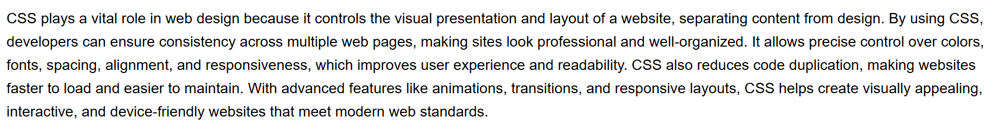 CSS plays a vital role in web design because it controls the visual presentation and layout of a website, separating content from design. By using CSS,
developers can ensure consistency across multiple web pages, making sites look professional and well-organized. It allows precise control over colors,
fonts, spacing, alignment, and responsiveness, which improves user experience and readability. CSS also reduces code duplication, making websites
faster to load and easier to maintain. With advanced features like animations, transitions, and responsive layouts, CSS helps create visually appealing,
interactive, and device-friendly websites that meet modern web standards.